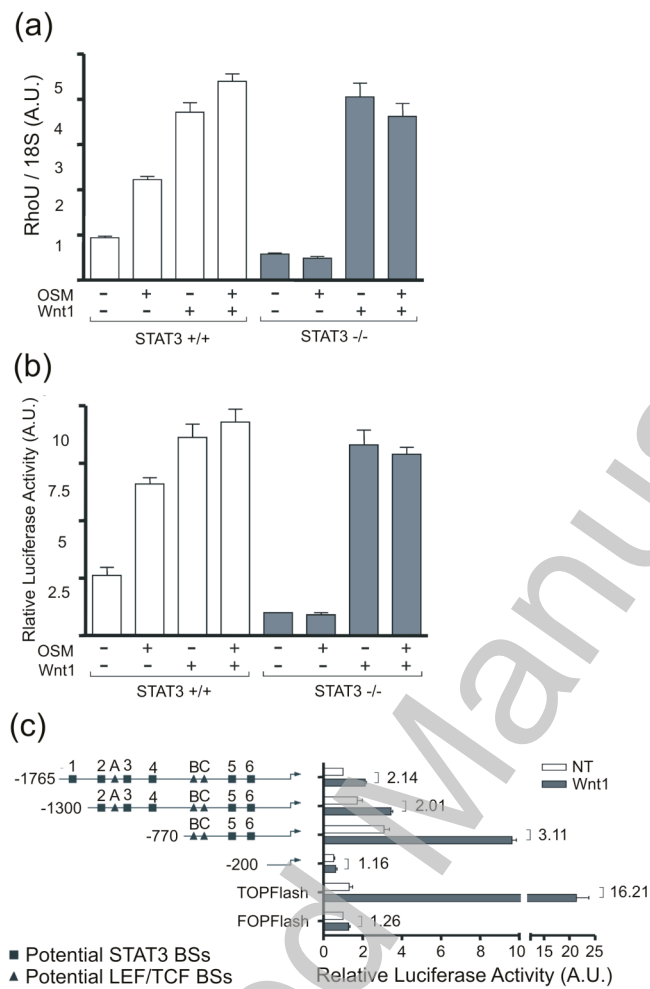 (a)
RhoU / 18S (A.U.)
5
4
3
2
1
OSM - + - + - + - +
Wnt1 - - + + - - + +
STAT3 +/+ STAT3 -/-
(b)
Rlative Luciferase Activity (A.U.)
10
7.5
5
2.5
OSM - + - + - + - +
Wnt1 - - + + - - + +
STAT3 +/+ STAT3 -/-
(c)
1 2 A 3 4 BC 5 6
-1765
2 A 3 4 BC 5 6
-1300
BC 5 6
-770
-200
TOPFlash
FOPFlash
2.14
2.01
3.11
1.16
16.21
1.26
NT
Wnt1
0 2 4 6 8 10 15 20 25
Relative Luciferase Activity (A.U.)
Potential STAT3 BSs
Potential LEF/TCF BSs
d Manus